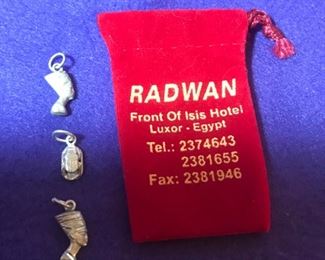 RADWAN
Front Of Isis Hotel
Luxor - Egypt
Tel.: 2374643
2381655
Fax: 2381946